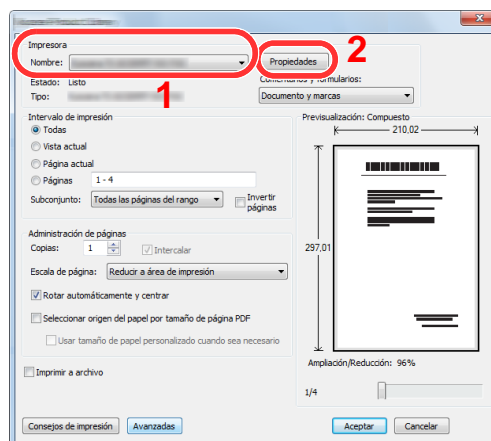 Impresora
Nombre:
Propiedades
2
Estado: Listo
Comentarios y formularios:
Tipo:
1
Documento y marcas
Intervalo de impresión
Todas
Vista actual
Página actual
Páginas 1 - 4
Subconjunto: Todas las páginas del rango
Invertir
páginas
Previsualización: Compuesto
210,02
297,01
Administración de páginas
Copias: 1 Intercalar
Escala de página: Reducir a área de impresión
Rotar automáticamente y centrar
Seleccionar origen del papel por tamaño de página PDF
Usar tamaño de papel personalizado cuando sea necesario
Imprimir a archivo
Ampliación/Reducción: 96%
1/4
Consejos de impresión
Avanzadas
Aceptar
Cancelar